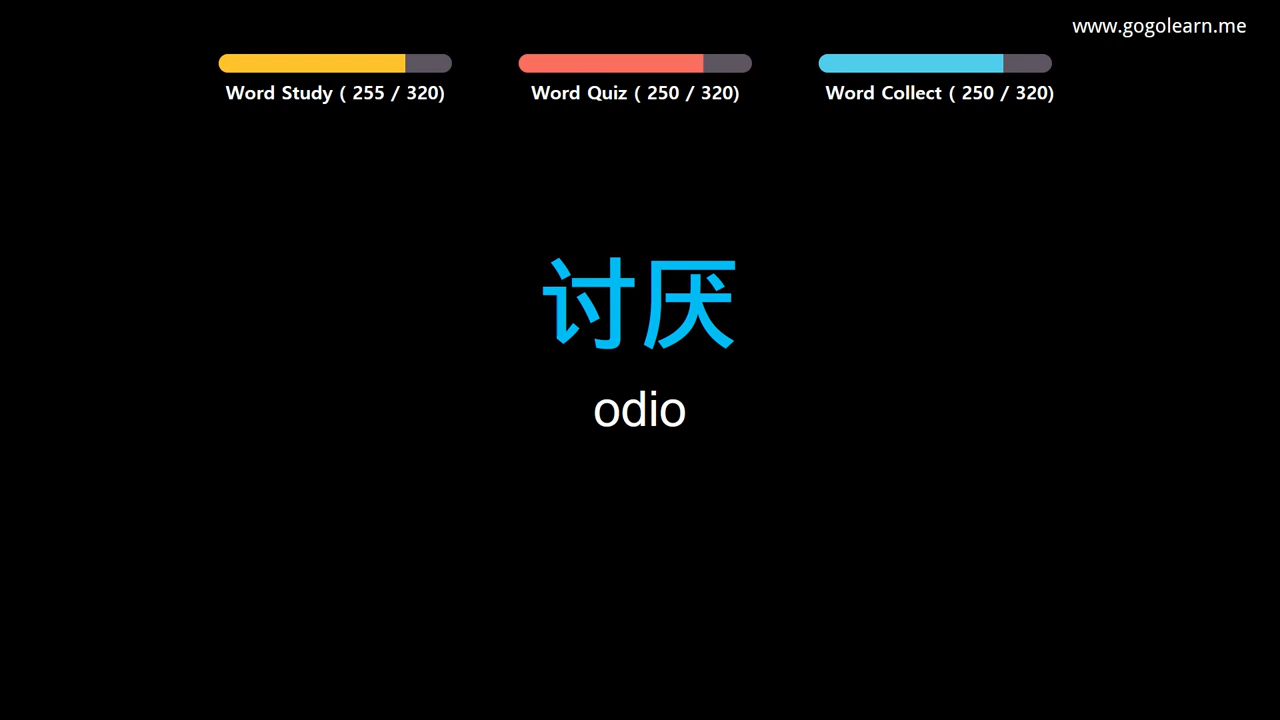 www.gogolearn.me
Word Study ( 255 / 320)
Word Quiz ( 250 / 320)
Word Collect ( 250 / 320)
讨厌
odio